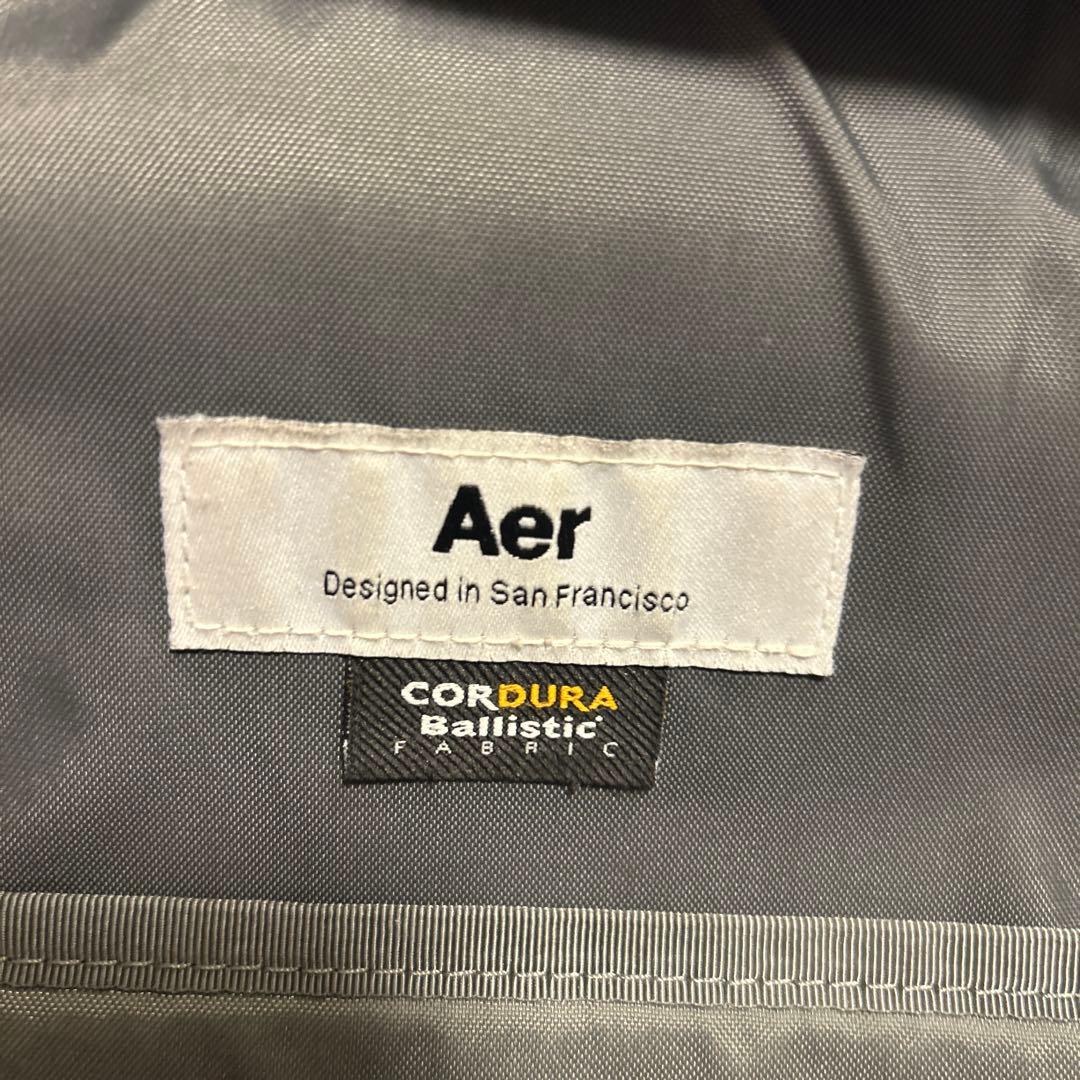 Aer
Designed in San Francisco
CORDURA
Ballistic
FABRIC